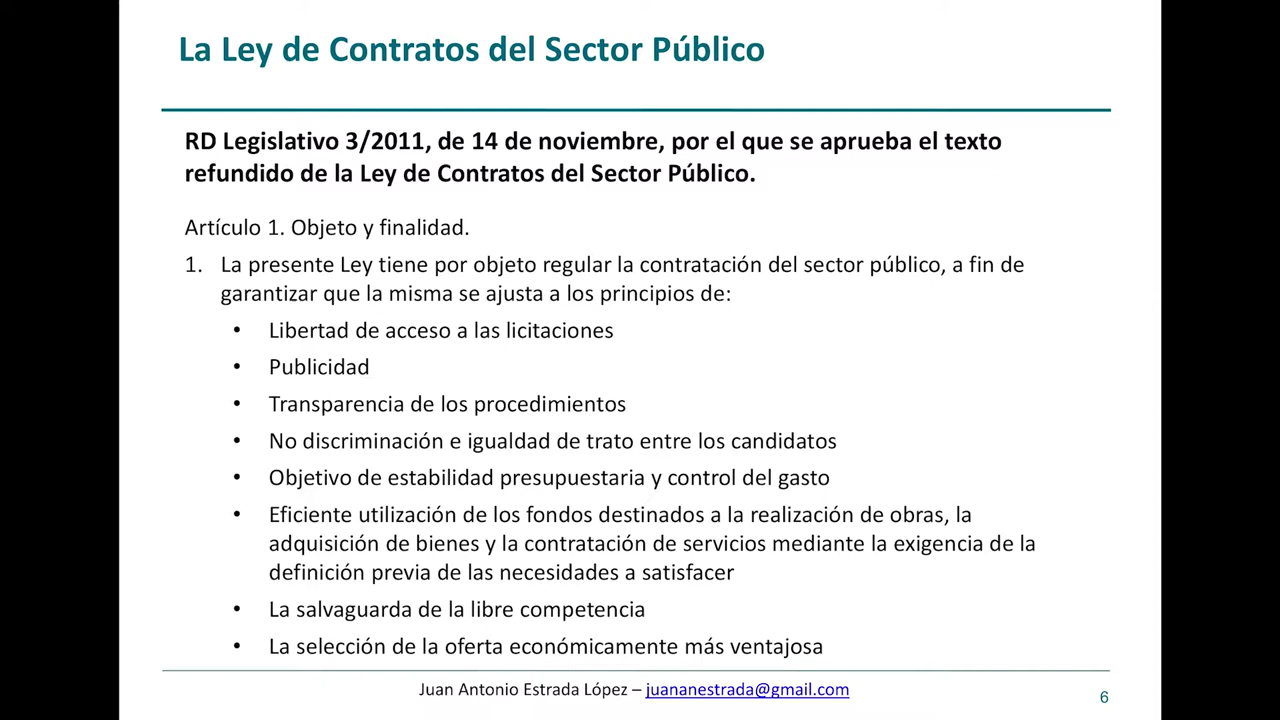 La Ley de Contratos del Sector Público
RD Legislativo 3/2011, de 14 de noviembre, por el que se aprueba el texto
refundido de la Ley de Contratos del Sector Público.
Artículo 1. Objeto y finalidad.
1. La presente Ley tiene por objeto regular la contratación del sector público, a fin de
garantizar que la misma se ajusta a los principios de:
• Libertad de acceso a las licitaciones
• Publicidad
• Transparencia de los procedimientos
• No discriminación e igualdad de trato entre los candidatos
• Objetivo de estabilidad presupuestaria y control del gasto
• Eficiente utilización de los fondos destinados a la realización de obras, la
adquisición de bienes y la contratación de servicios mediante la exigencia de la
definición previa de las necesidades a satisfacer
• La salvaguarda de la libre competencia
• La selección de la oferta económicamente más ventajosa
Juan Antonio Estrada López – juananestrada@gmail.com
6